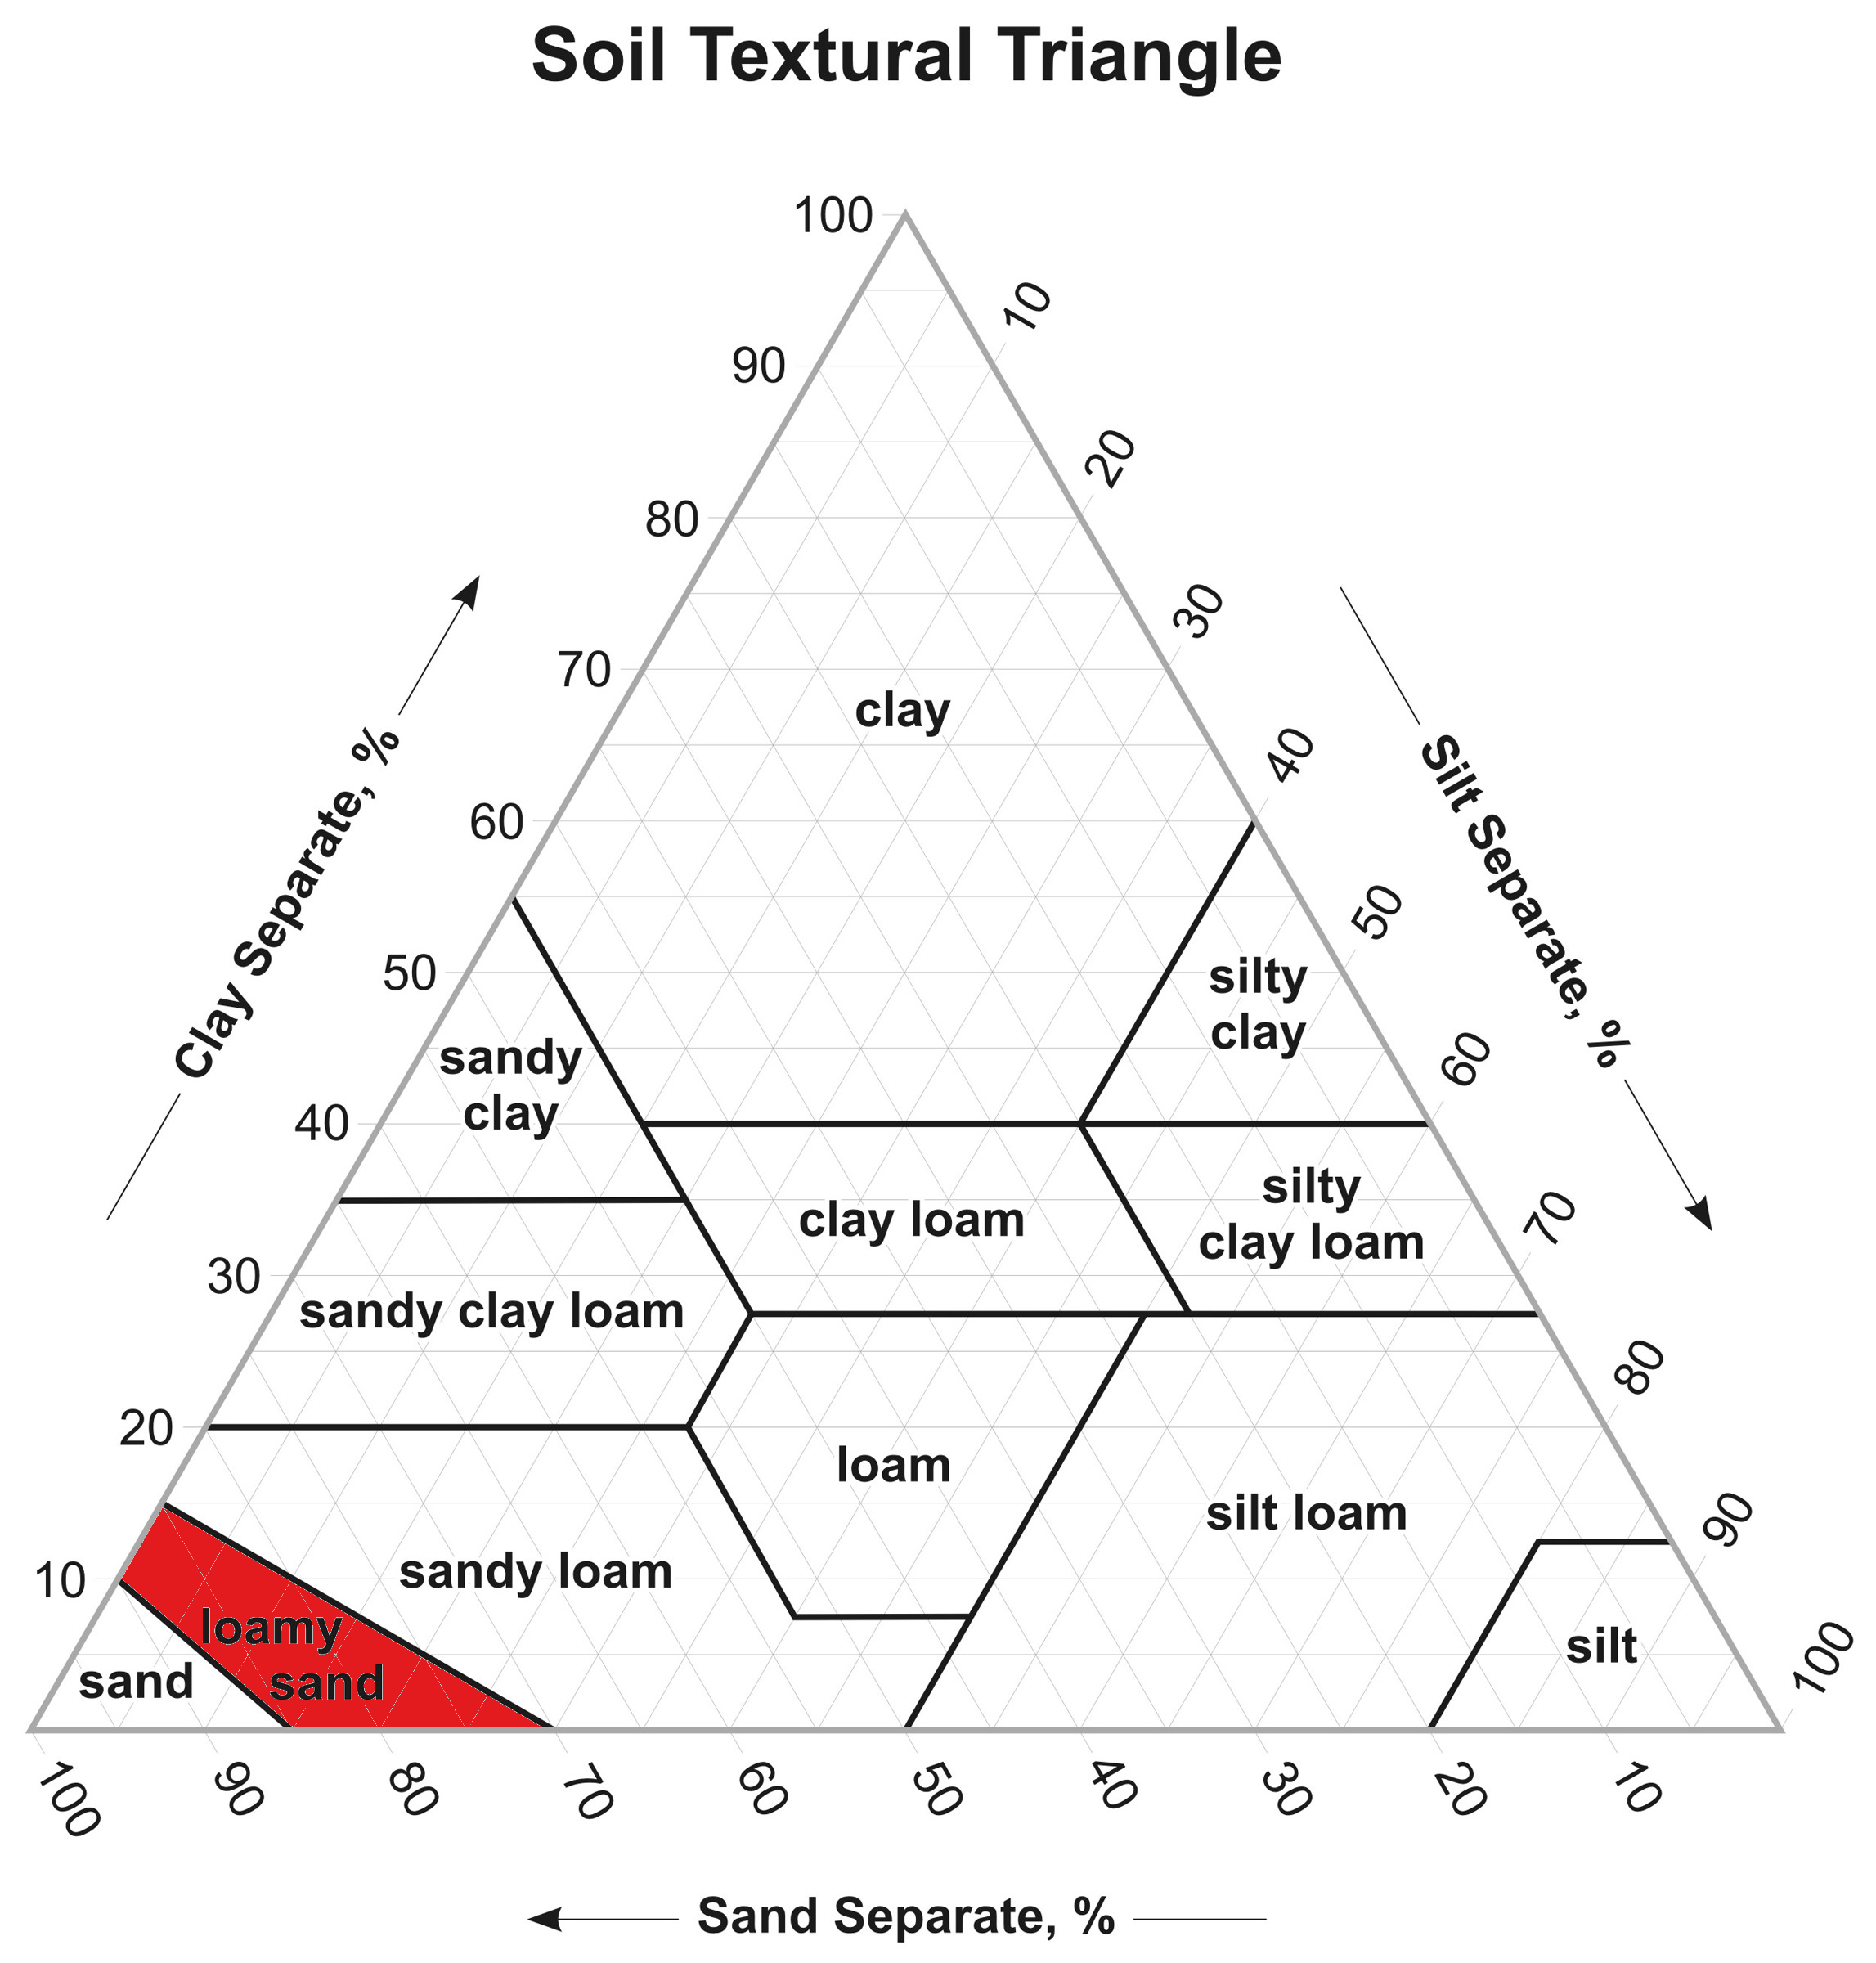 Soil Textural Triangle
100
90
80
70
60
50
40
30
20
10
10
20
30
40
50
60
70
80
90
100
Clay Separate, %
Silt Separate, %
clay
silty
clay
sandy
clay
clay loam
silty
clay loam
sandy clay loam
loam
silt loam
sandy loam
loamy
sand
sand
silt
100
90
80
70
60
50
40
30
20
10
Sand Separate, %